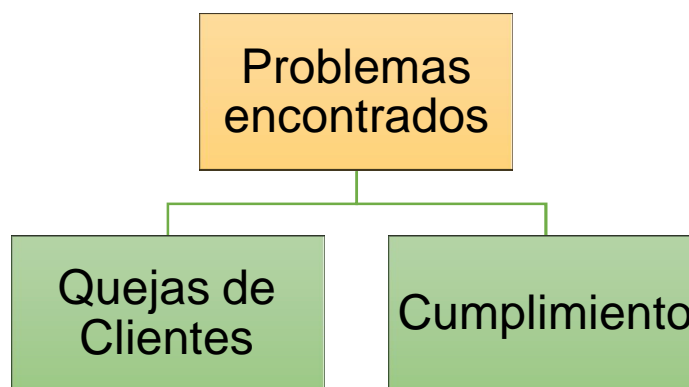 Problemas
encontrados
Quejas de
Clientes
Cumplimiento